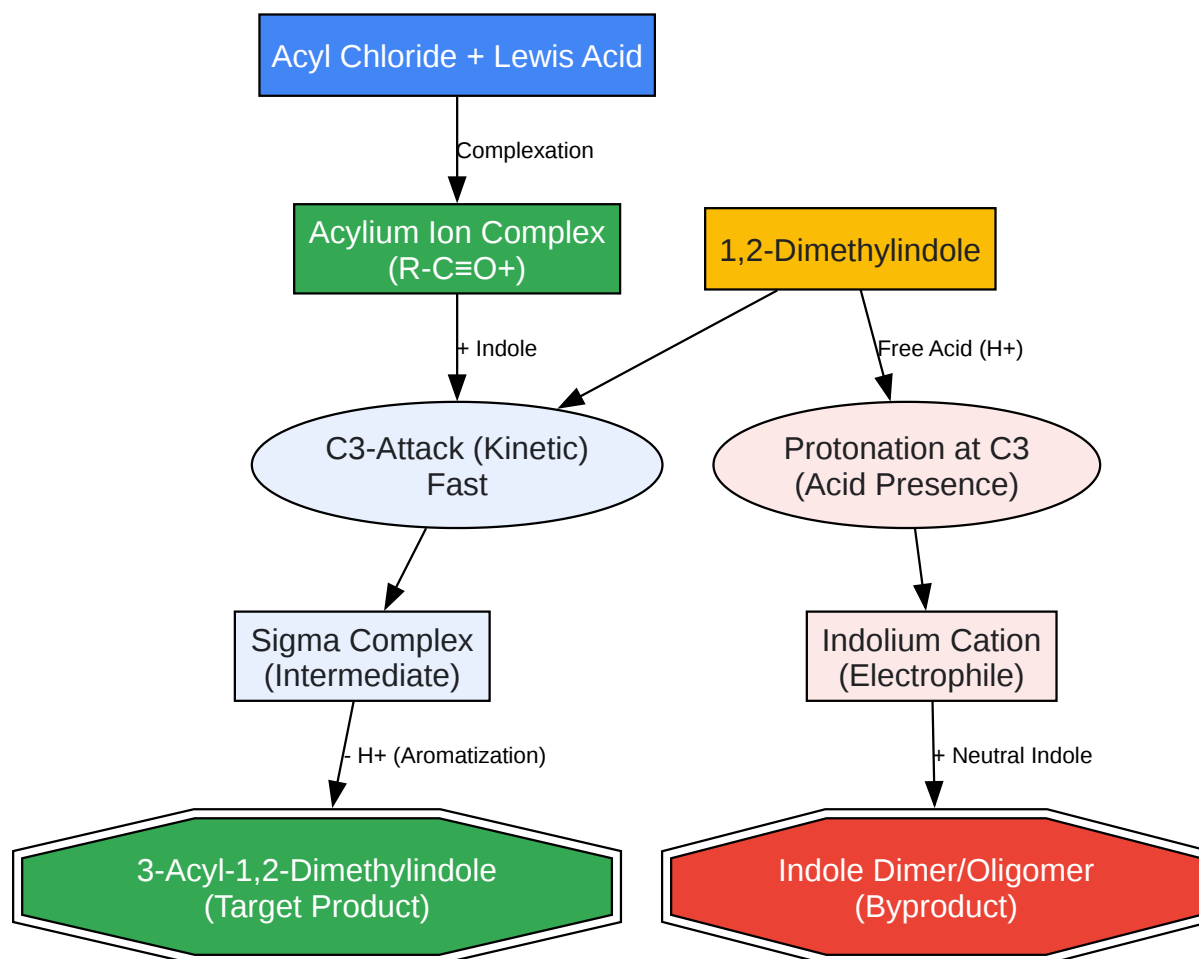 Acyl Chloride + Lewis Acid
Complexation
Acylium Ion Complex
(R-C≡O+)
1,2-Dimethylindole
+ Indole
Free Acid (H+)
C3-Attack (Kinetic)
Fast
Protonation at C3
(Acid Presence)
Sigma Complex
(Intermediate)
Indolium Cation
(Electrophile)
- H+ (Aromatization)
+ Neutral Indole
3-Acyl-1,2-Dimethylindole
(Target Product)
Indole Dimer/Oligomer
(Byproduct)